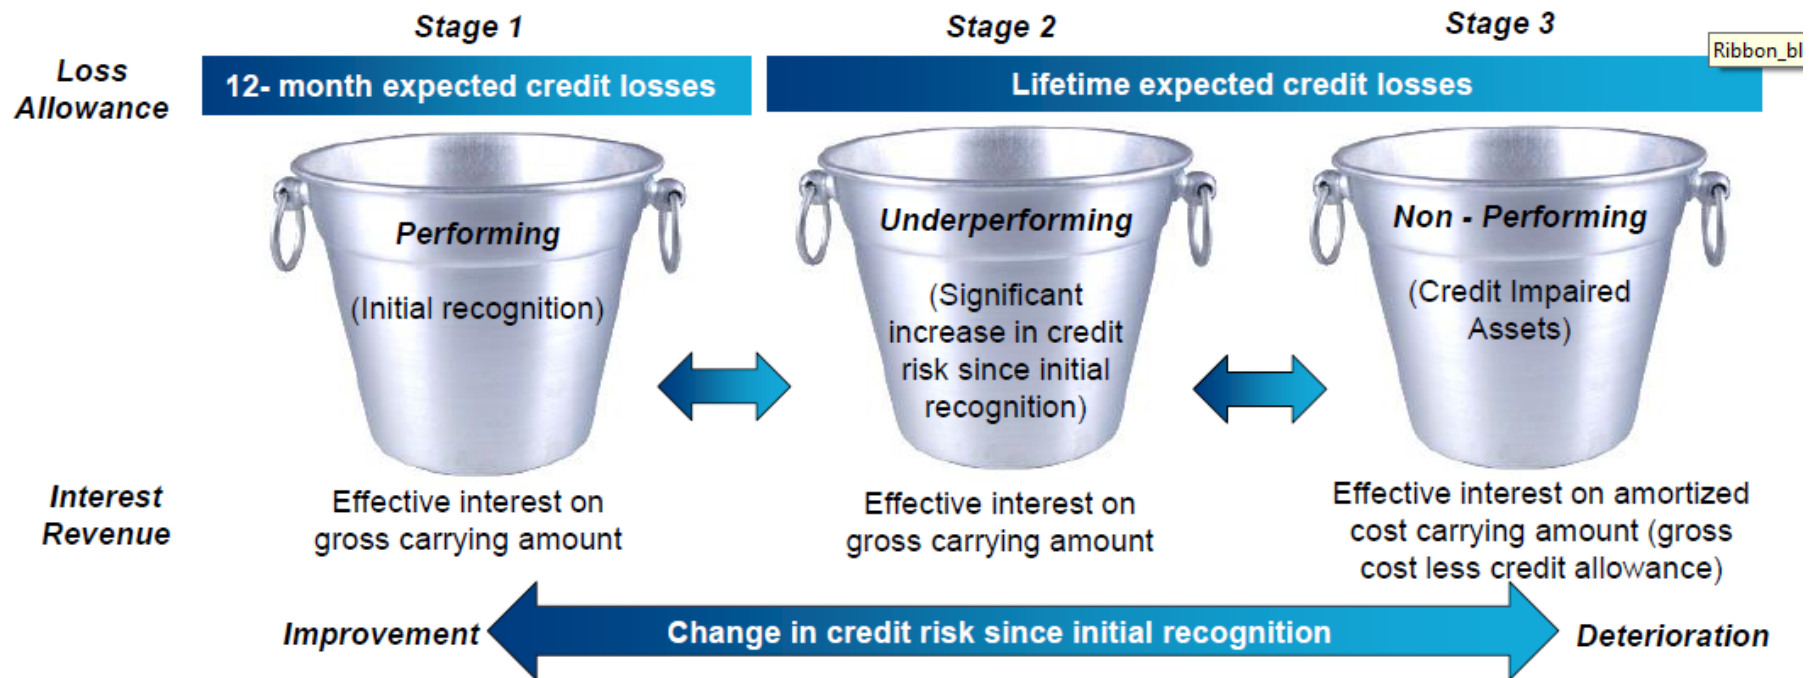 Stage 1
Stage 2
Stage 3
Ribbon_bl
Loss
Allowance
12- month expected credit losses
Lifetime expected credit losses
Performing
(Initial recognition)
Underperforming
(Significant
increase in credit
risk since initial
recognition)
Non - Performing
(Credit Impaired
Assets)
Interest
Revenue
Effective interest on
gross carrying amount
Effective interest on
gross carrying amount
Effective interest on amortized
cost carrying amount (gross
cost less credit allowance)
Improvement
Change in credit risk since initial recognition
Deterioration